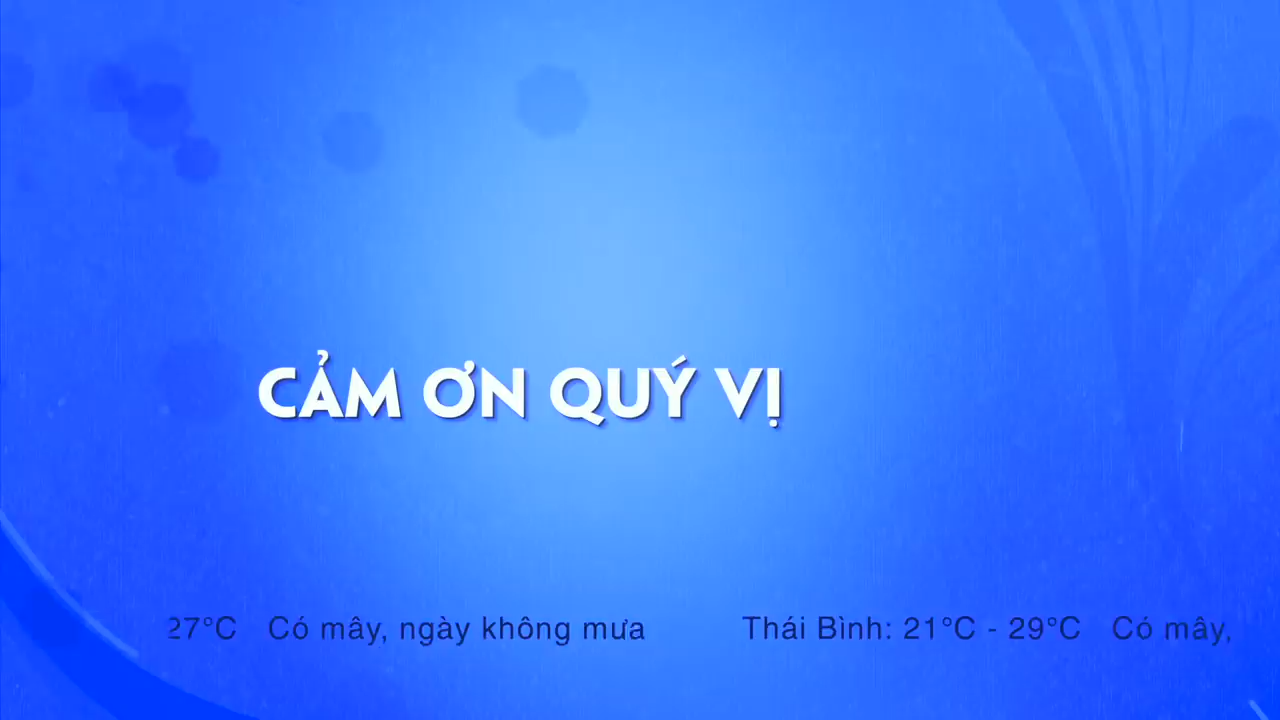 CẢM ƠN QUÝ VỊ
27°C Có mây, ngày không mưa Thái Bình: 21°C - 29°C Có mây,